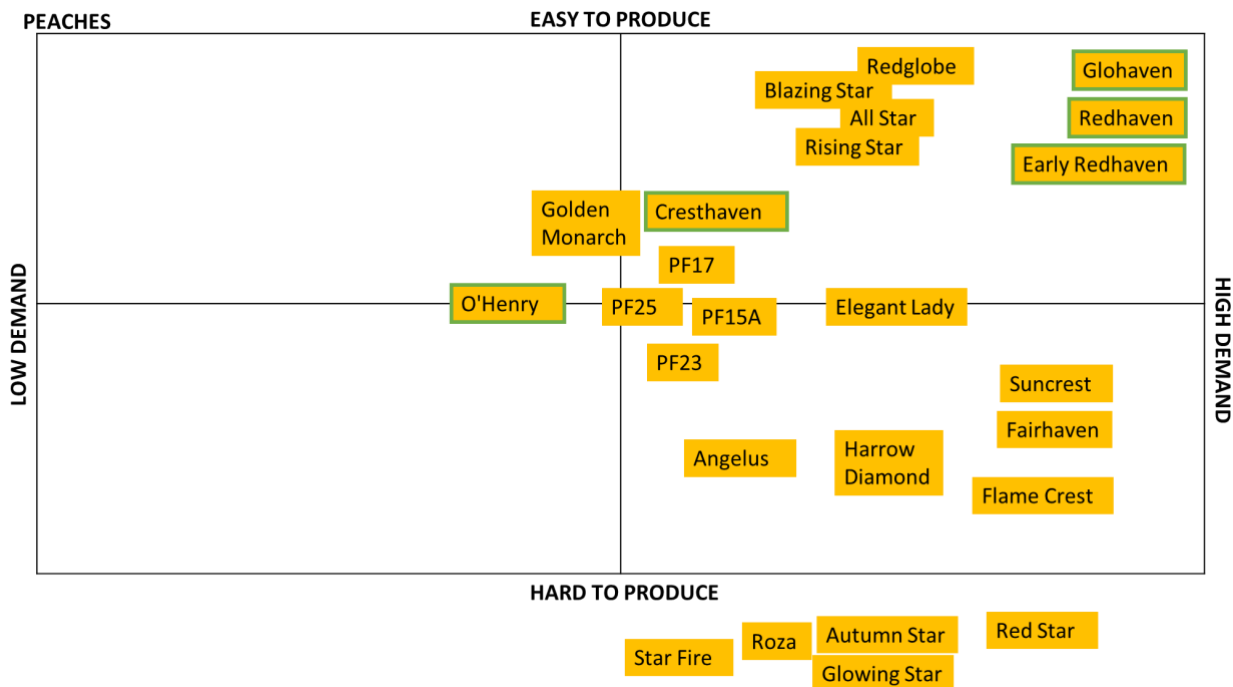 PEACHES
EASY TO PRODUCE
Redglobe
Glohaven
Blazing Star
All Star
Redhaven
Rising Star
Early Redhaven
Golden
Monarch
Cresthaven
PF17
LOW DEMAND
O'Henry
PF25
PF15A
Elegant Lady
HIGH DEMAND
PF23
Suncrest
Fairhaven
Angelus
Harrow
Diamond
Flame Crest
HARD TO PRODUCE
Star Fire
Roza
Autumn Star
Red Star
Glowing Star